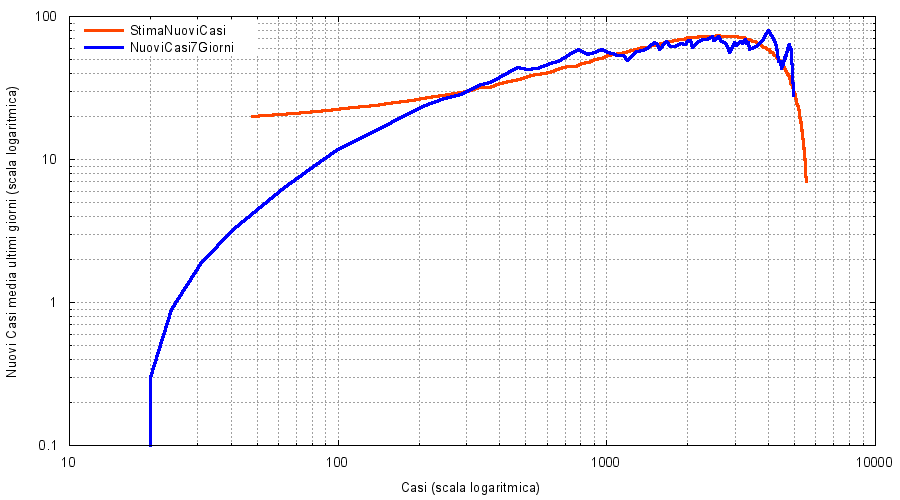 100
StimaNuoviCasi
NuoviCasi7Giorni
10
1
0.1
Nuovi Casi media ultimi giorni (scala logaritmica)
10
100
1000
10000
Casi (scala logaritmica)